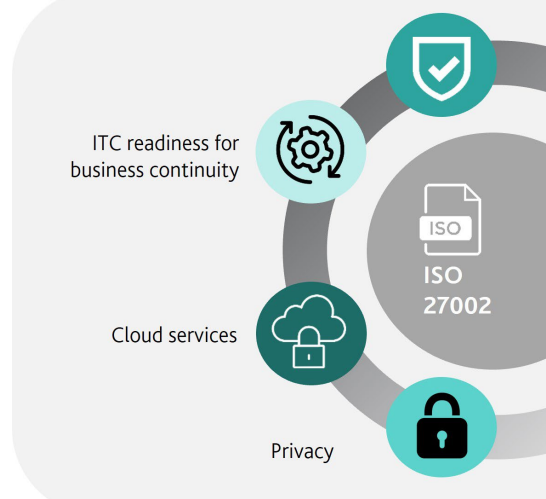 ITC readiness for
business continuity
ISO
ISO
27002
Cloud services
Privacy